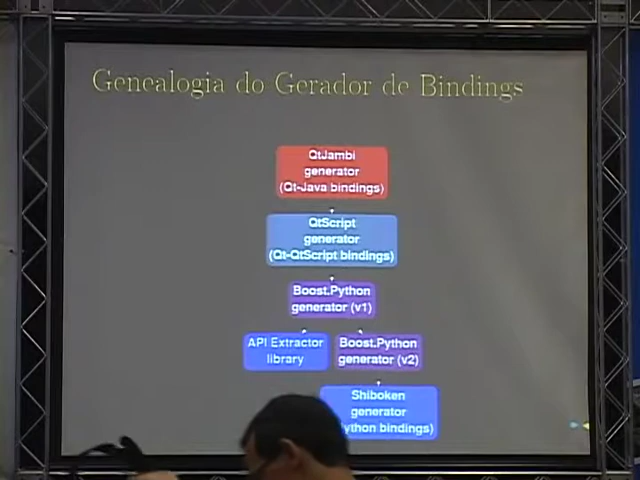 Genealogia do Gerador de Bindings
QtJambi
generator
(Qt-Java bindings)
QtScript
generator
(Qt-QtScript bindings)
Boost.Python
generator (v1)
API Extractor
library
Boost.Python
generator (v2)
Shiboken
generator
ython bindings)